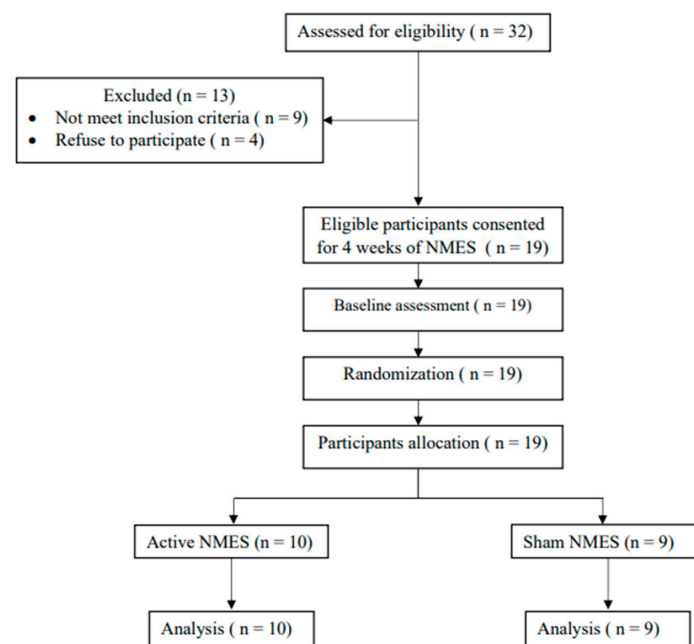 Assessed for eligibility ( n = 32)
Excluded (n = 13)
• Not meet inclusion criteria ( n = 9)
• Refuse to participate ( n = 4)
Eligible participants consented
for 4 weeks of NMES ( n = 19)
Baseline assessment ( n = 19)
Randomization ( n = 19)
Participants allocation ( n = 19)
Active NMES (n = 10)
Sham NMES (n = 9)
Analysis ( n = 10)
Analysis ( n = 9)